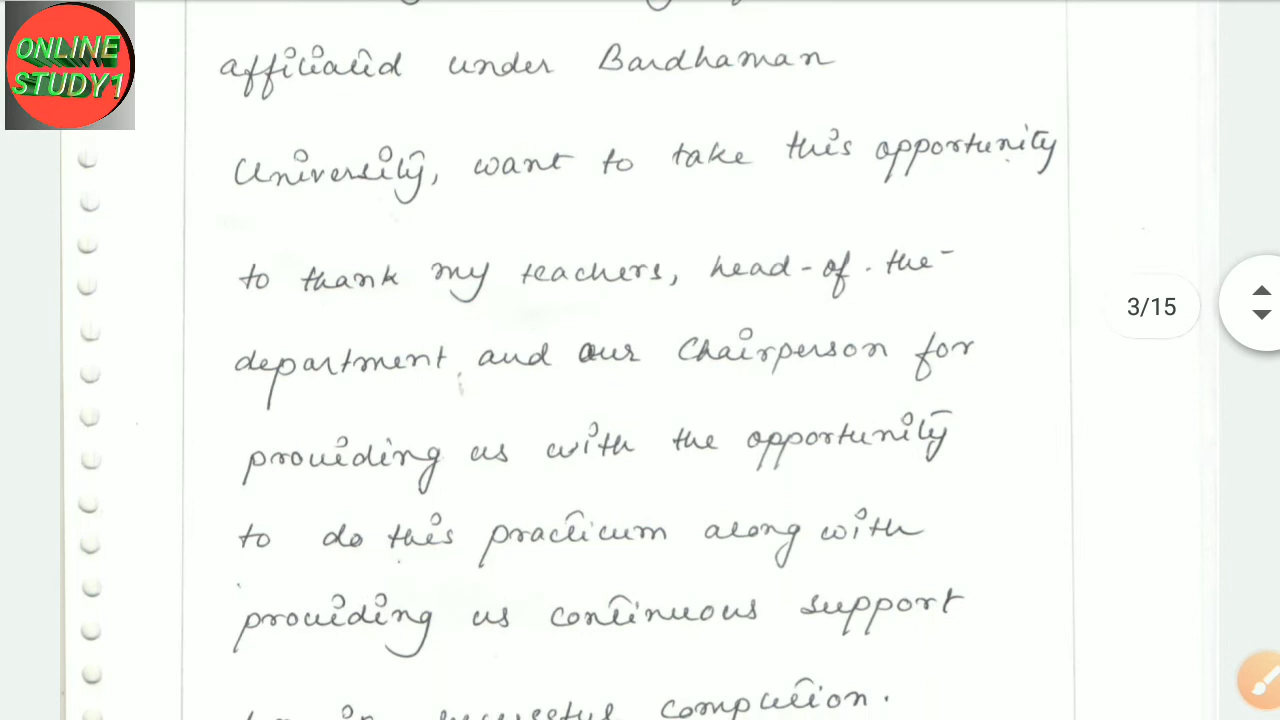 ONLINE
STUDY1
affiliated under Bardhaman
University, want to take this opportunity
to thank my teachers, head-of-the-
department and our Chairperson for
3/15
providing us with the opportunity
to do this practicum along with
providing us continuous support
successful completion.